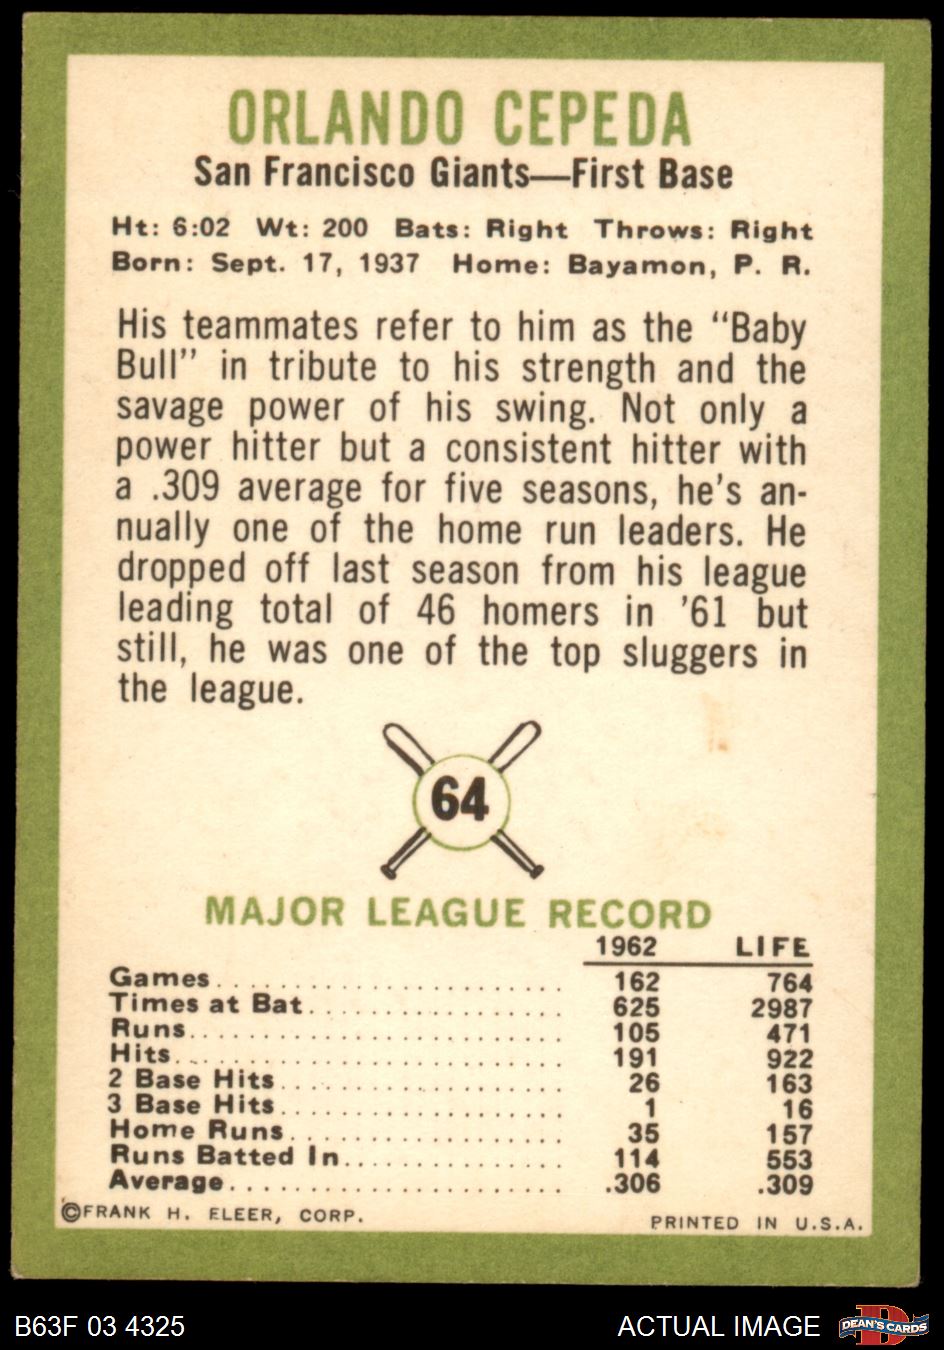 ORLANDO CEPEDA
San Francisco Giants—First Base
Ht: 6:02 Wt: 200 Bats: Right Throws: Right
Born: Sept. 17, 1937 Home: Bayamon, P. R.
His teammates refer to him as the "Baby
Bull" in tribute to his strength and the
savage power of his swing. Not only a
power hitter but a consistent hitter with
a .309 average for five seasons, he's an-
nually one of the home run leaders. He
dropped off last season from his league
leading total of 46 homers in '61 but
still, he was one of the top sluggers in
the league.
64
MAJOR LEAGUE RECORD
1962 LIFE
Games 162 764
Times at Bat 625 2987
Runs 105 471
Hits 191 922
2 Base Hits 26 163
3 Base Hits 1 16
Home Runs 35 157
Runs Batted In 114 553
Average .306 .309
©FRANK H. FLEER, CORP.
PRINTED IN U.S.A.
B63F 03 4325
ACTUAL IMAGE
D
DEAN'S CARDS